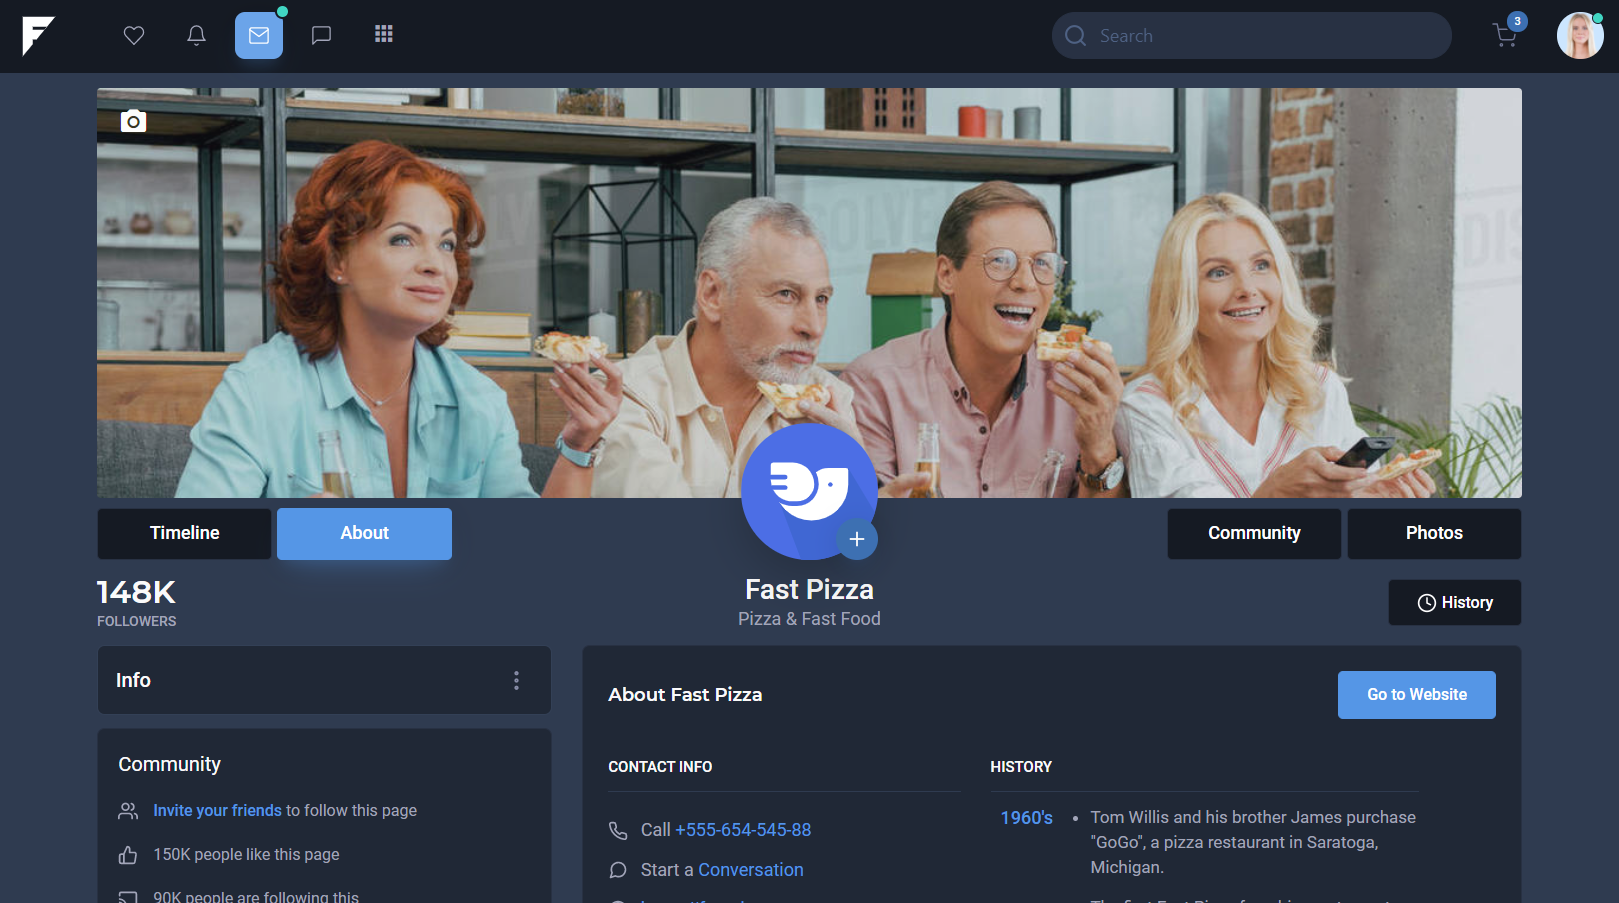 Search
3
Timeline
About
Community
Photos
148K
FOLLOWERS
Fast Pizza
Pizza & Fast Food
History
Info
About Fast Pizza
Go to Website
Community
Invite your friends to follow this page
150K people like this page
90K people are following this
CONTACT INFO
Call +555-654-545-88
Start a Conversation
HISTORY
1960's
Tom Willis and his brother James purchase
"GoGo", a pizza restaurant in Saratoga,
Michigan.